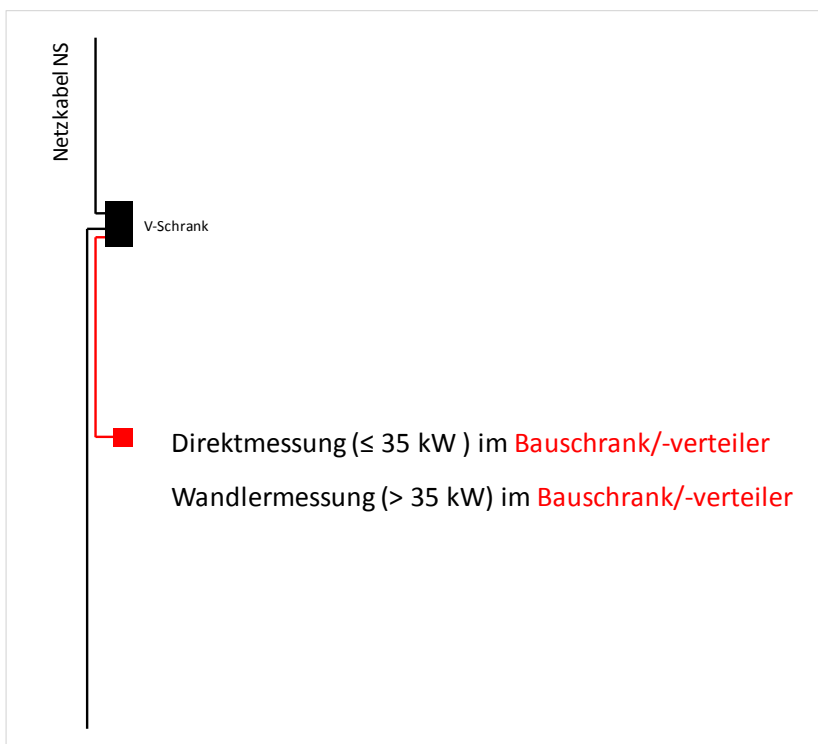 Netzkabel NS
V-Schrank
Direktmessung (≤ 35 kW ) im Bauschrank/-verteiler
Wandlermessung (> 35 kW) im Bauschrank/-verteiler